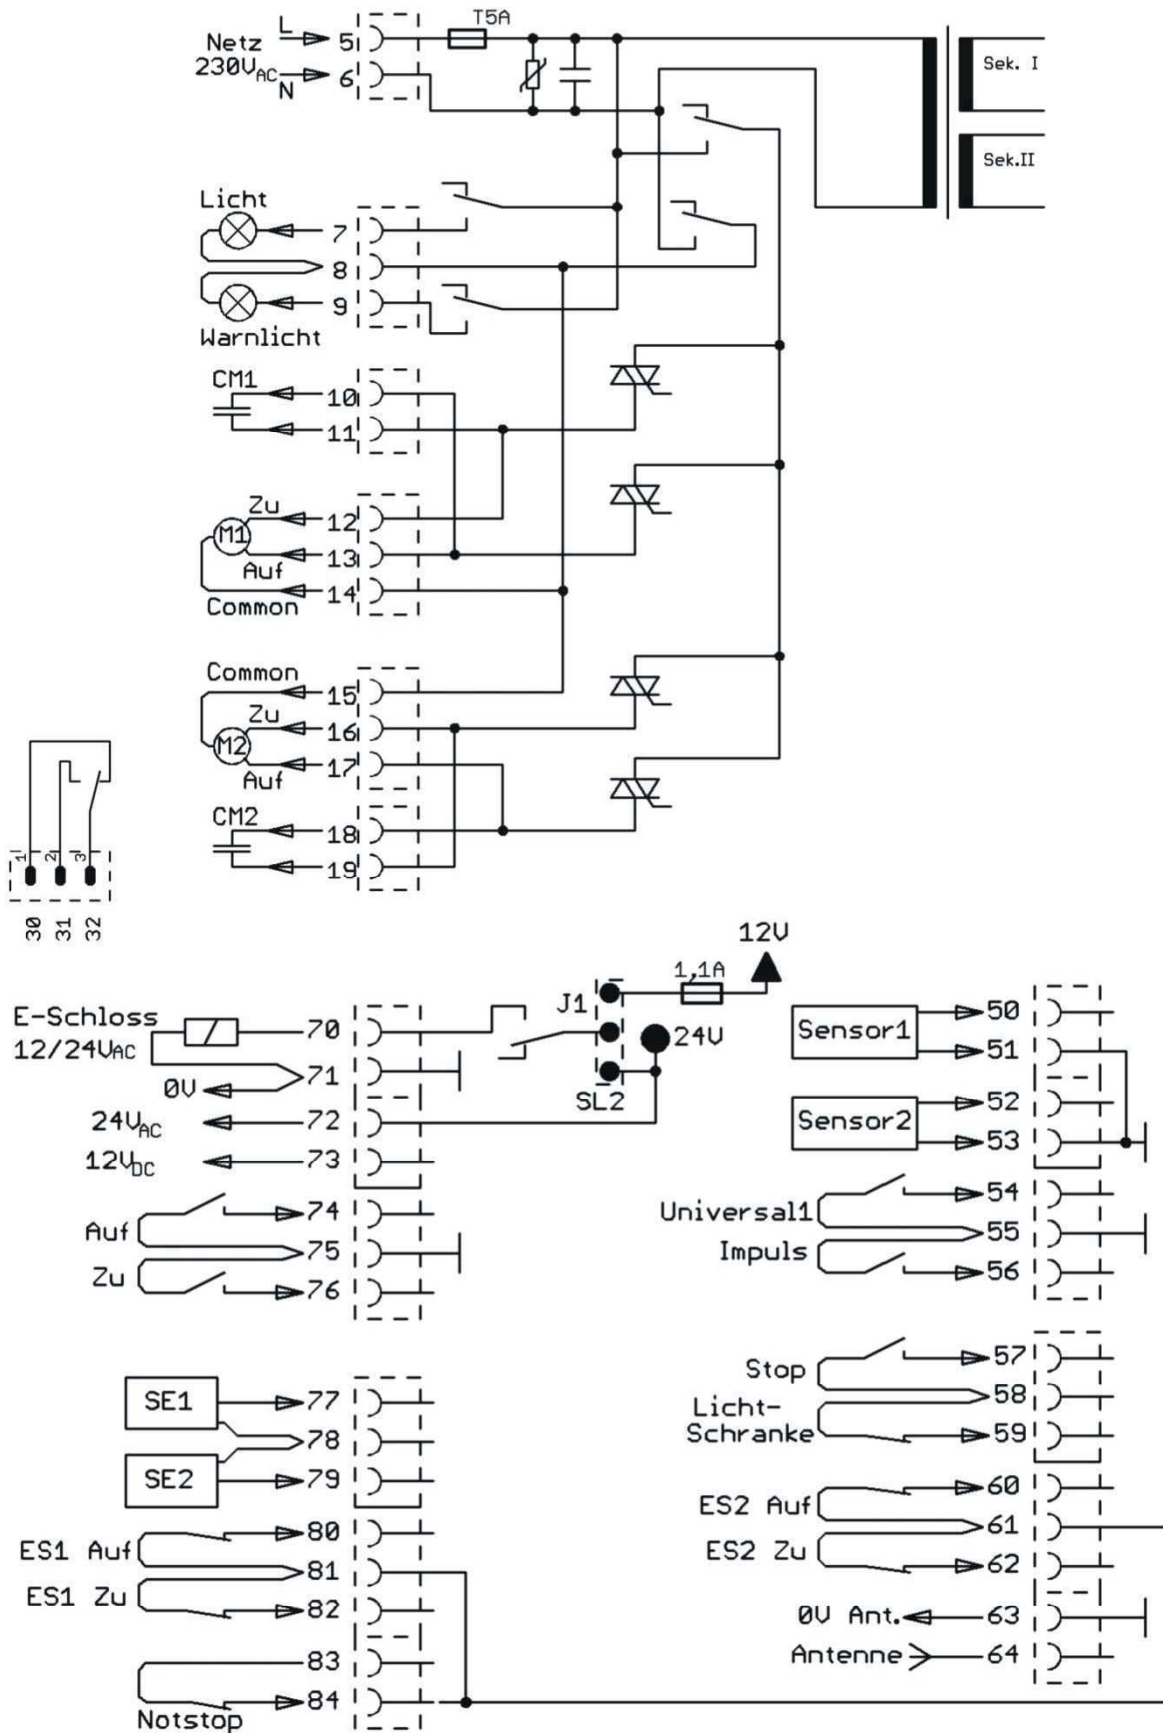 L
T5A
Netz
5
230VAC
6
N
Sek. I
Sek.II
Licht
7
8
9
Warnlicht
CM1
10
11
Zu
12
M1
13
Auf
14
Common
Common
15
Zu
16
M2
17
Auf
CM2
18
19
1 2 3
30 31 32
12V
1,1A
J1
E-Schloss
12/24VAC
70
24V
71
0V
SL2
24VAC
72
12VDC
73
74
Auf
75
Zu
76
Sensor1
50
51
Sensor2
52
53
54
Universal1
55
Impuls
56
57
Stop
58
Licht-
Schranke
59
SE1
77
78
SE2
79
80
ES1 Auf
81
ES1 Zu
82
83
84
Notstop
60
ES2 Auf
61
ES2 Zu
62
0V Ant.
63
Antenne
64